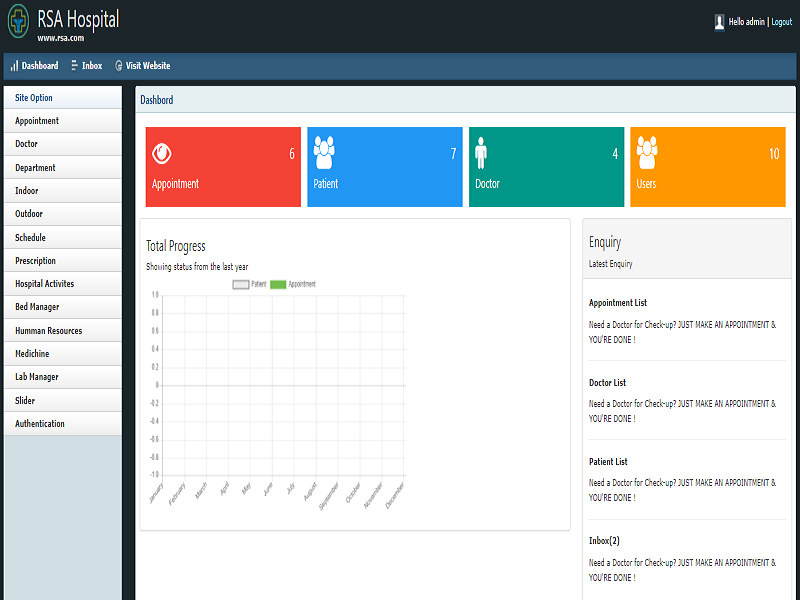 RSA Hospital
www.rsa.com
Hello admin | Logout
Dashboard
Inbox
Visit Website
Site Option
Appointment
Doctor
Department
Indoor
Outdoor
Schedule
Prescription
Hospital Activites
Bed Manager
Humman Resources
Medichine
Lab Manager
Slider
Authentication
Dashbord
6
Appointment
7
Patient
4
Doctor
10
Users
Total Progress
Showing status from the last year
Patient
Appointment
1.0
0.8
0.6
0.4
0.2
0
-0.2
-0.4
-0.6
-0.8
-1.0
January
February
March
April
May
June
July
August
September
October
November
December
Enquiry
Latest Enquiry
Appointment List
Need a Doctor for Check-up? JUST MAKE AN APPOINTMENT &
YOU'RE DONE !
Doctor List
Need a Doctor for Check-up? JUST MAKE AN APPOINTMENT &
YOU'RE DONE !
Patient List
Need a Doctor for Check-up? JUST MAKE AN APPOINTMENT &
YOU'RE DONE !
Inbox(2)
Need a Doctor for Check-up? JUST MAKE AN APPOINTMENT &
YOU'RE DONE !